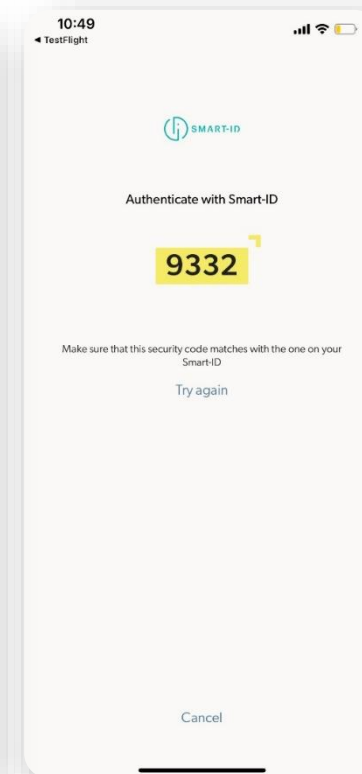 10:49
◀ TestFlight
SMART-ID
Authenticate with Smart-ID
9332
Make sure that this security code matches with the one on your
Smart-ID
Try again
Cancel